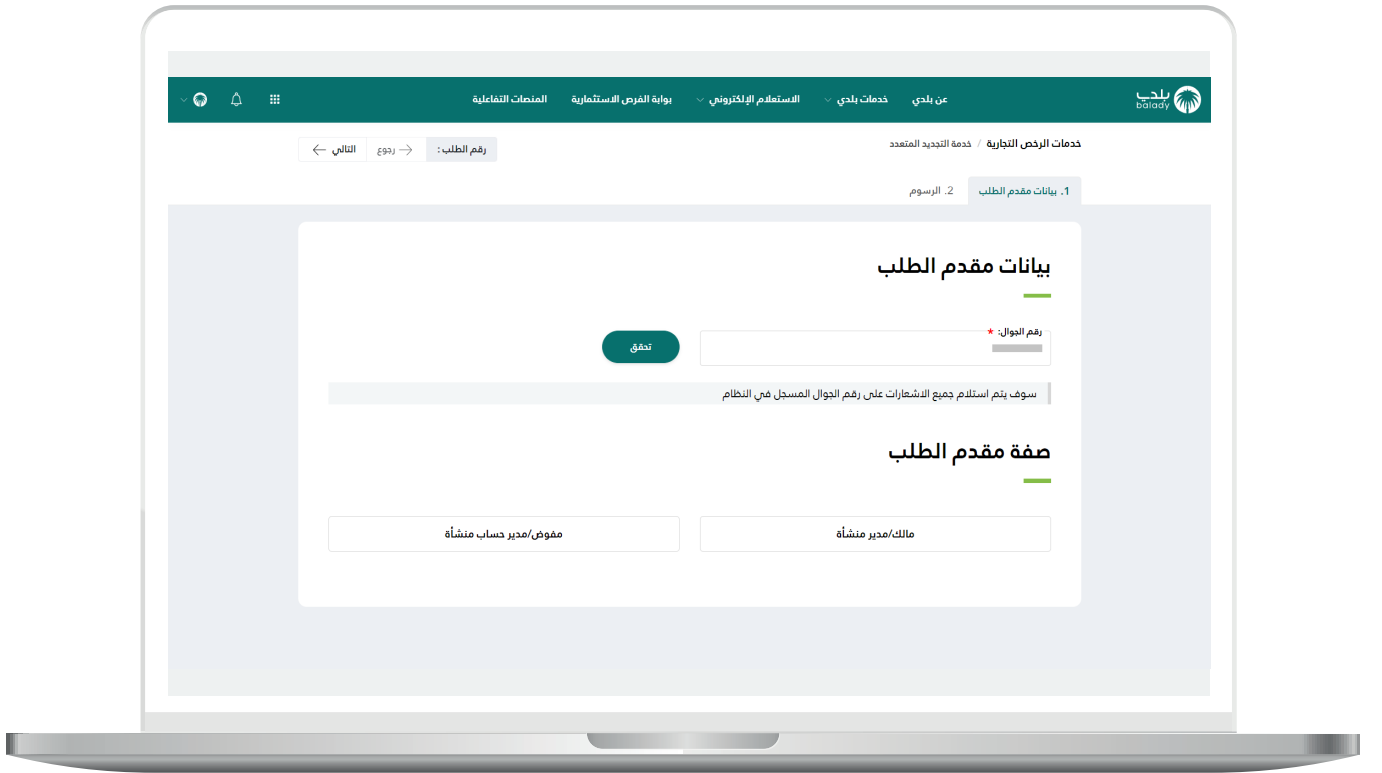 بلدي
balady
عن بلدي
خدمات بلدي
الاستعلام الإلكتروني
بوابة الفرص الاستثمارية
المنصات التفاعلية
خدمات الرخص التجارية / خدمة التجديد المتعدد
رقم الطلب :
رجوع
التالي
1. بيانات مقدم الطلب
2. الرسوم
بيانات مقدم الطلب
رقم الجوال: *
تحقق
سوف يتم استلام جميع الاشعارات على رقم الجوال المسجل في النظام
صفة مقدم الطلب
مالك/مدير منشأة
مفوض/مدير حساب منشأة